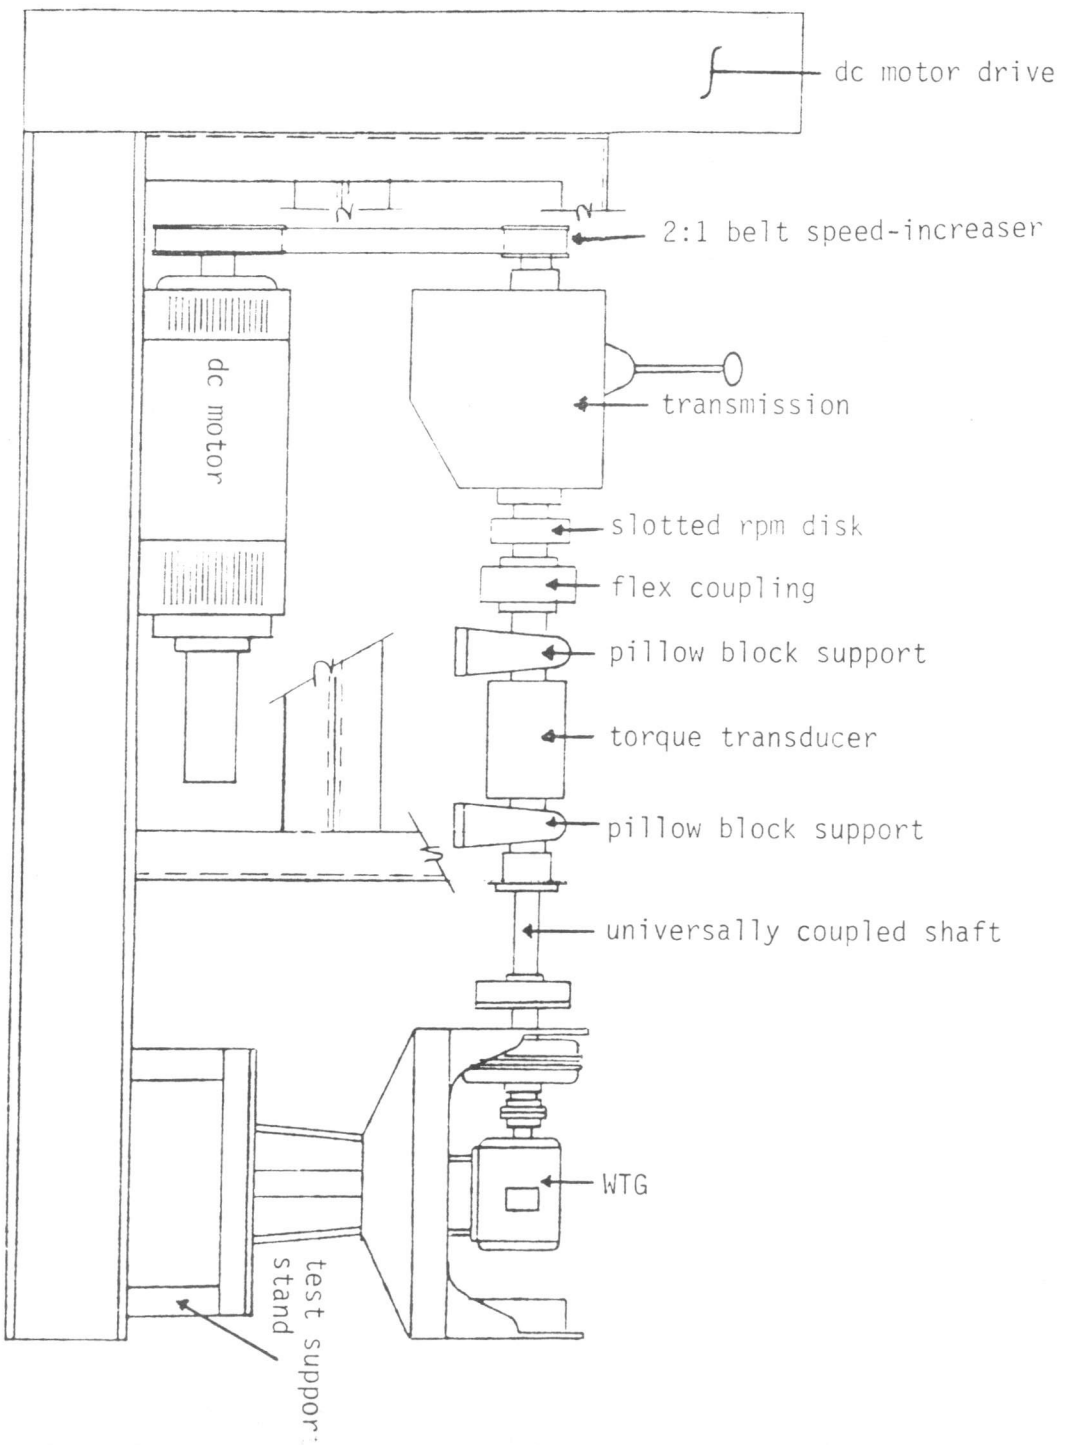 dc motor drive
2:1 belt speed-increaser
dc motor
transmission
slotted rpm disk
flex coupling
pillow block support
torque transducer
pillow block support
universally coupled shaft
WTG
test suppor
stand